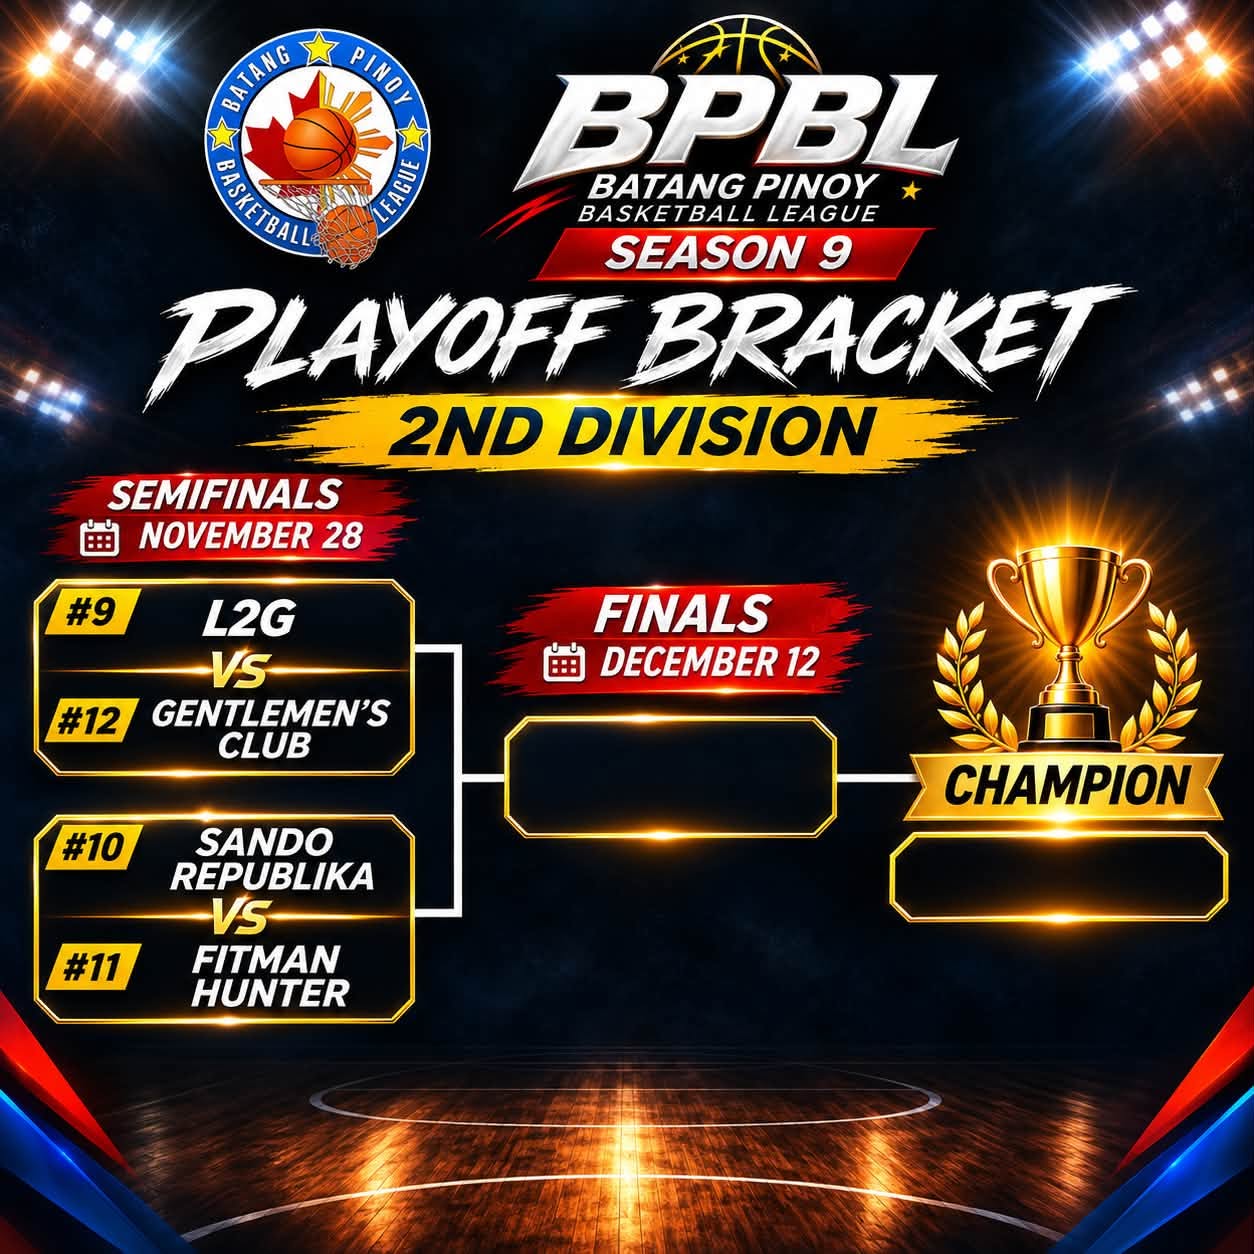 BATANG PINOY
BASKETBALL LEAGUE
BPBL
BATANG PINOY
BASKETBALL LEAGUE
SEASON 9
PLAYOFF BRACKET
2ND DIVISION
SEMIFINALS
NOVEMBER 28
#9 L2G
VS
#12 GENTLEMEN'S
CLUB
#10 SANDO
REPUBLIKA
VS
#11 FITMAN
HUNTER
FINALS
DECEMBER 12
CHAMPION